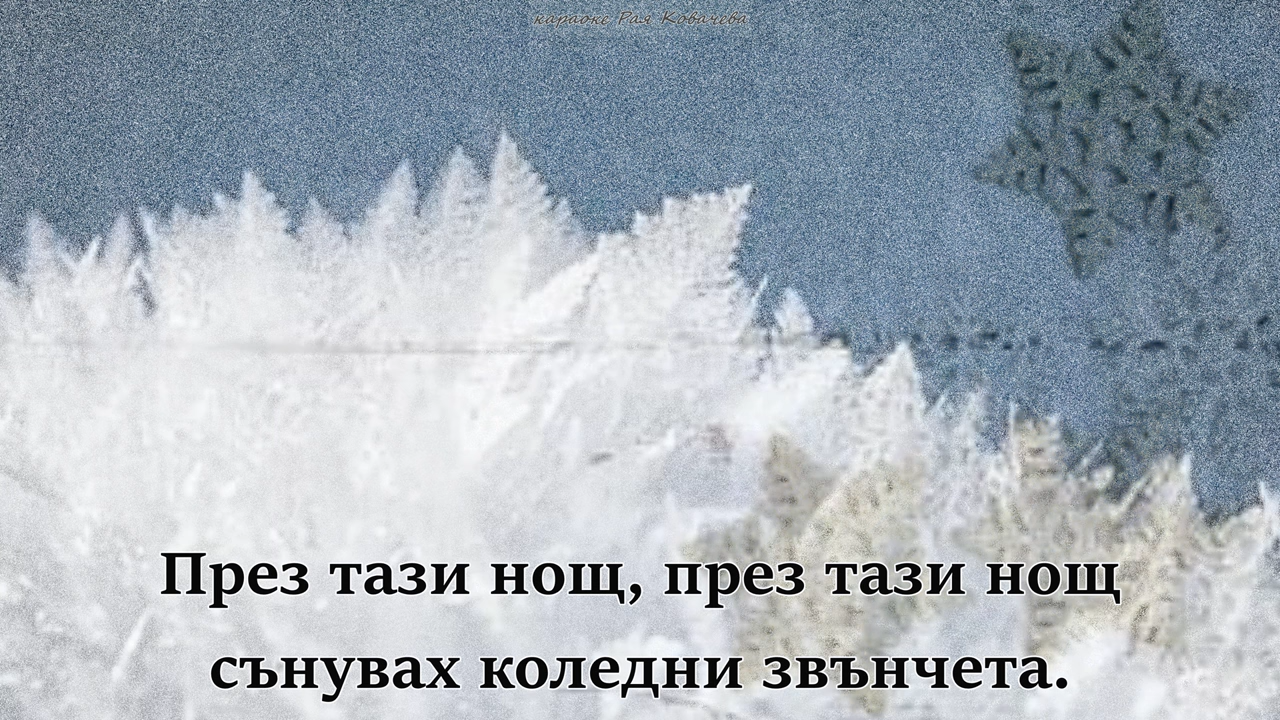 караоке Рая Ковачева
През тази нощ, през тази нощ
сънувах коледни звънчета.